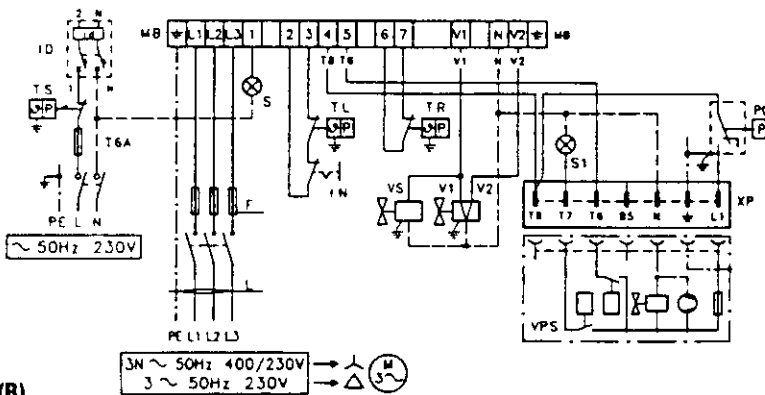 2 N
ID
MB L1 L2 L3 1 2 3 4 5 6 7 V1 N V2 MB
T8 T6 V1 N V2
1 N
TS
P
S
TL
P
TR
P
T6A
IN
S1
P
VS V1 V2
F
PE L N
~ 50Hz 230V
T8 T7 T6 B5 N L1
XP
L
VPS
PE L1 L2 L3
3N ~ 50Hz 400/230V
3 ~ 50Hz 230V
M
3~
(B)